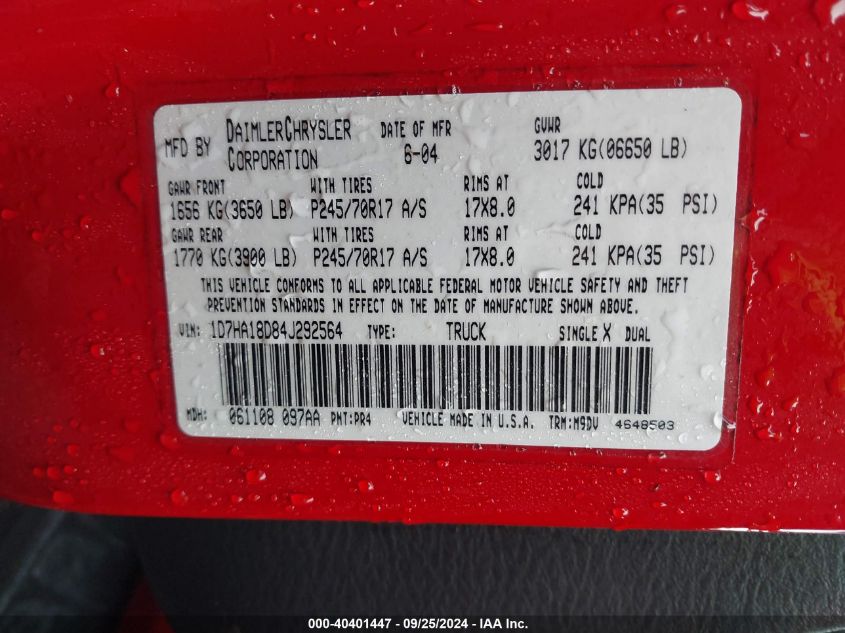 MFD BY DAIMLERCHRYSLER CORPORATION DATE OF MFR 6-04 GVWR 3017 KG(06650 LB)
GAWR FRONT WITH TIRES RIMS AT COLD
1656 KG(3650 LB) P245/70R17 A/S 17X8.0 241 KPA(35 PSI)
GAWR REAR WITH TIRES RIMS AT COLD
1770 KG(3900 LB) P245/70R17 A/S 17X8.0 241 KPA(35 PSI)
THIS VEHICLE CONFORMS TO ALL APPLICABLE FEDERAL MOTOR VEHICLE SAFETY AND THEFT
PREVENTION STANDARDS IN EFFECT ON THE DATE OF MANUFACTURE SHOWN ABOVE.
VIN: 1D7HA18D84J292564 TYPE: TRUCK SINGLE X DUAL
MDH: 061108 097AA PNT:PR4 VEHICLE MADE IN U.S.A. TRM:M9DV 4648503
000-40401447 - 09/25/2024 - IAA Inc.